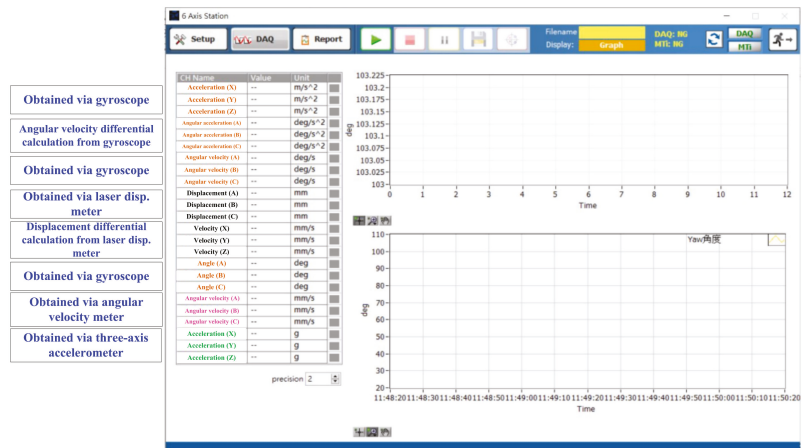 6 Axis Station
Setup
DAQ
Report
Filename
Display: Graph
DAQ: NG
MTi: NG
DAQ
MTi
Obtained via gyroscope
Angular velocity differential
calculation from gyroscope
Obtained via gyroscope
Obtained via laser disp.
meter
Displacement differential
calculation from laser disp.
meter
Obtained via gyroscope
Obtained via angular
velocity meter
Obtained via three-axis
accelerometer
CH Name Value Unit
Acceleration (X) -- m/s^2
Acceleration (Y) -- m/s^2
Acceleration (Z) -- m/s^2
Angular acceleration (A) -- deg/s^2
Angular acceleration (B) -- deg/s^2
Angular acceleration (C) -- deg/s^2
Angular velocity (A) -- deg/s
Angular velocity (B) -- deg/s
Angular velocity (C) -- deg/s
Displacement (A) -- mm
Displacement (B) -- mm
Displacement (C) -- mm
Velocity (X) -- mm/s
Velocity (Y) -- mm/s
Velocity (Z) -- mm/s
Angle (A) -- deg
Angle (B) -- deg
Angle (C) -- deg
Angular velocity (A) -- mm/s
Angular velocity (B) -- mm/s
Angular velocity (C) -- mm/s
Acceleration (X) -- g
Acceleration (Y) -- g
Acceleration (Z) -- g
precision 2
103.225
103.2
103.175
103.15
103.125
103.1
103.075
103.05
103.025
103
deg
0 1 2 3 4 5 6 7 8 9 10 11 12
Time
Yaw角度
110
100
90
80
70
60
50
40
30
20
deg
11:48:20 11:48:30 11:48:40 11:48:50 11:49:00 11:49:10 11:49:20 11:49:30 11:49:40 11:49:50 11:50:00 11:50:10 11:50:20
Time